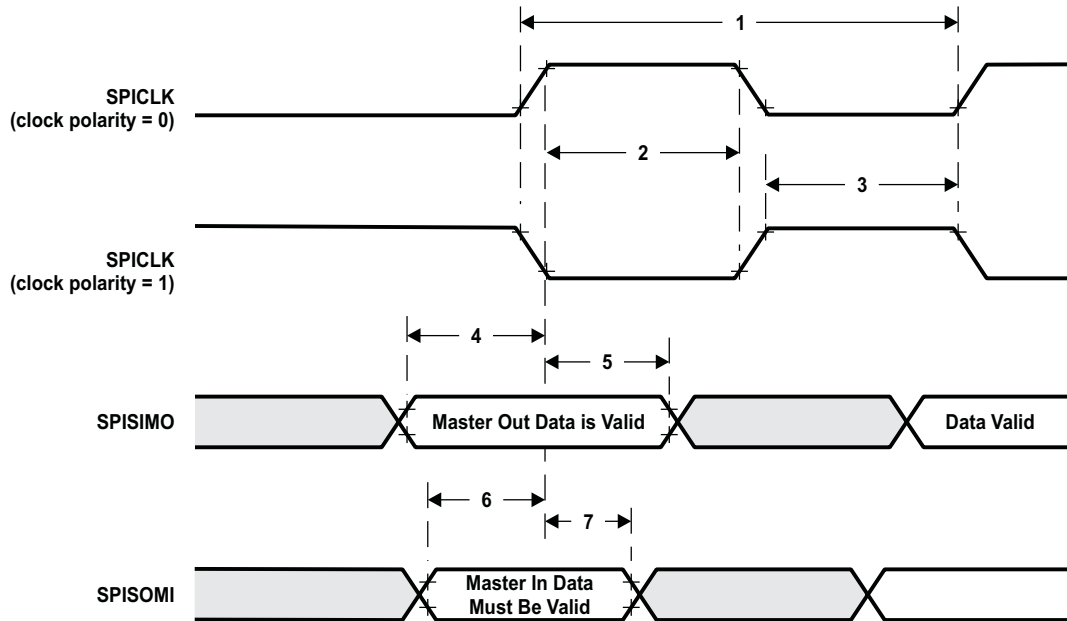 1
SPICLK
(clock polarity = 0)
2
3
SPICLK
(clock polarity = 1)
4
5
SPISIMO
Master Out Data is Valid
Data Valid
6
7
SPISOMI
Master In Data
Must Be Valid